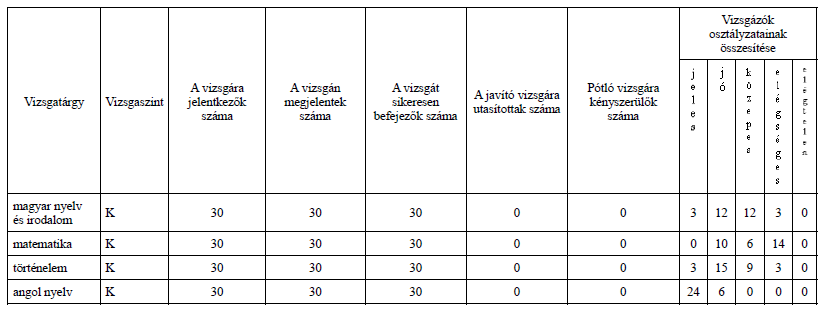 Vizsgatárgy
Vizsgaszint
A vizsgára
jelentkezők
száma
A vizsgán
megjelentek
száma
A vizsgát
sikeresen
befejezők száma
A javító vizsgára
utasítottak száma
Pótló vizsgára
kényszerülők
száma
Vizsgázók
osztályzatainak
összesítése
jeles
jó
közepes
elégséges
elégtelen
magyar nyelv
és irodalom K 30 30 30 0 0 3 12 12 3 0
matematika K 30 30 30 0 0 0 10 6 14 0
történelem K 30 30 30 0 0 3 15 9 3 0
angol nyelv K 30 30 30 0 0 24 6 0 0 0